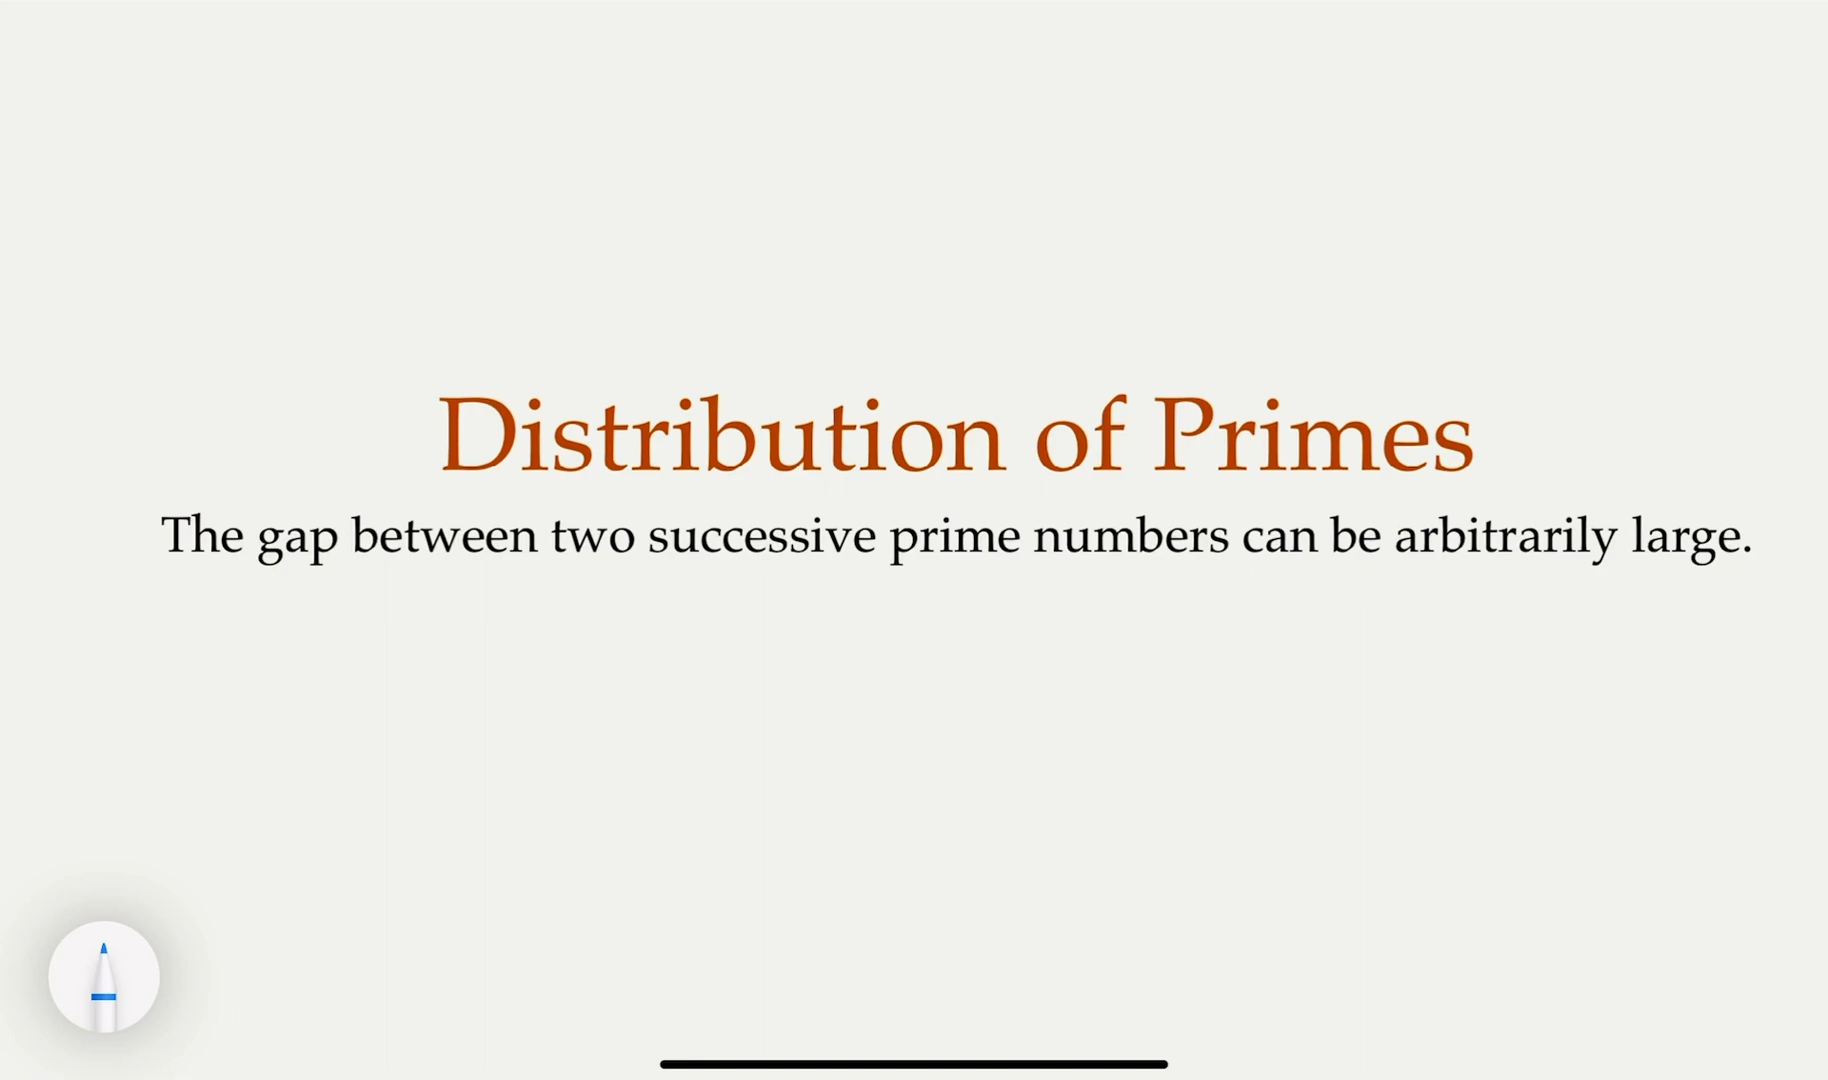 Distribution of Primes
The gap between two successive prime numbers can be arbitrarily large.